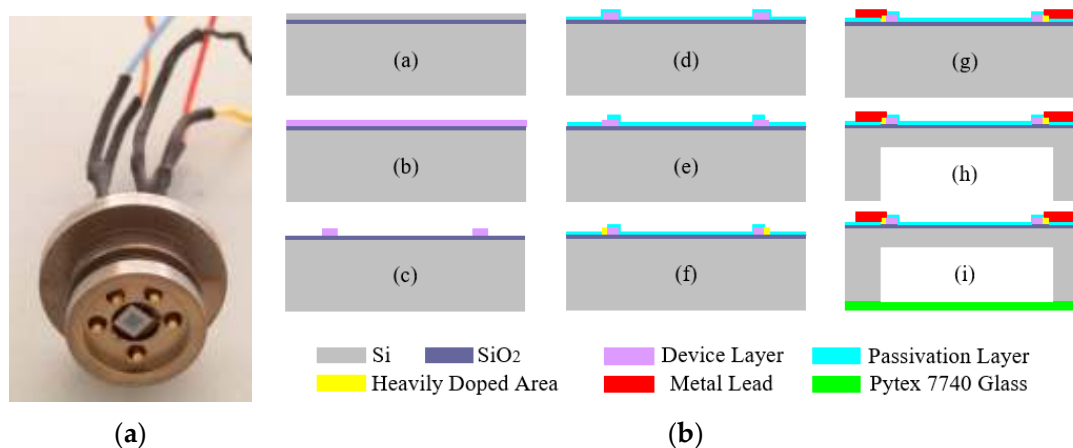 (a) (d) (g)
(b) (e) (h)
(c) (f) (i)
Si SiO2 Device Layer Passivation Layer
Heavily Doped Area Metal Lead Pytex 7740 Glass
(a) (b)